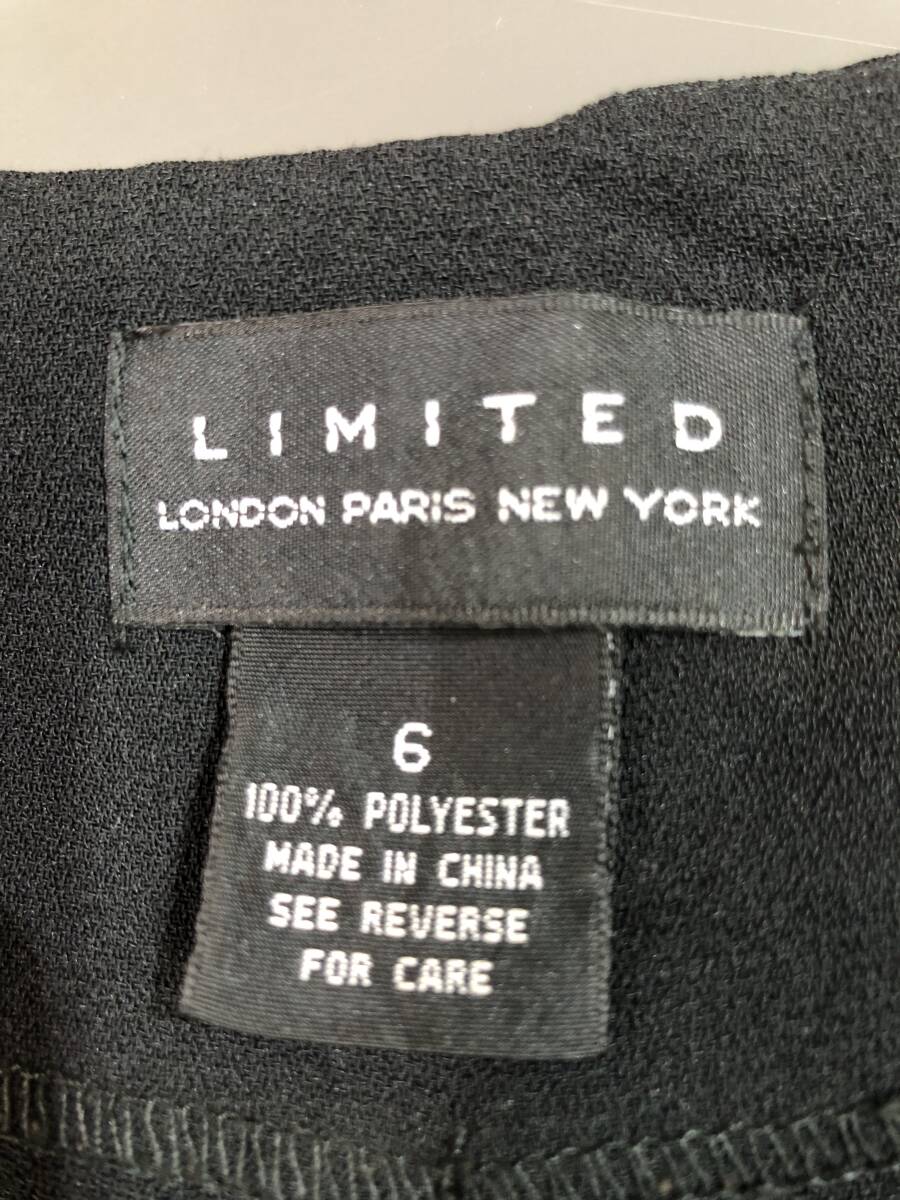 LIMITED
LONDON PARIS NEW YORK
6
100% POLYESTER
MADE IN CHINA
SEE REVERSE
FOR CARE